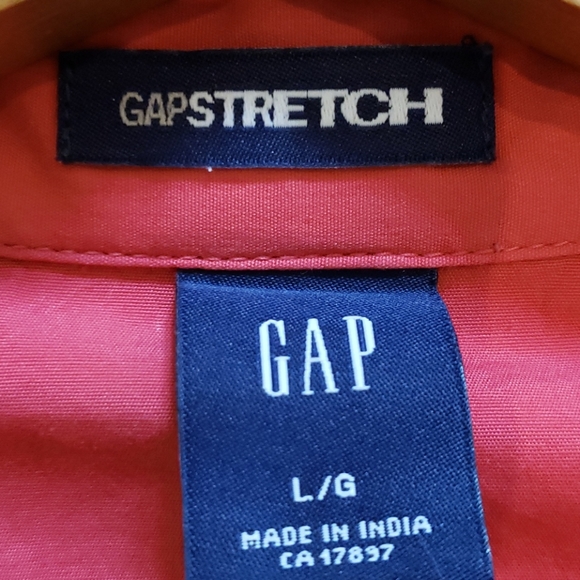 GAPSTRETCH
GAP
L/G
MADE IN INDIA
CA 17897